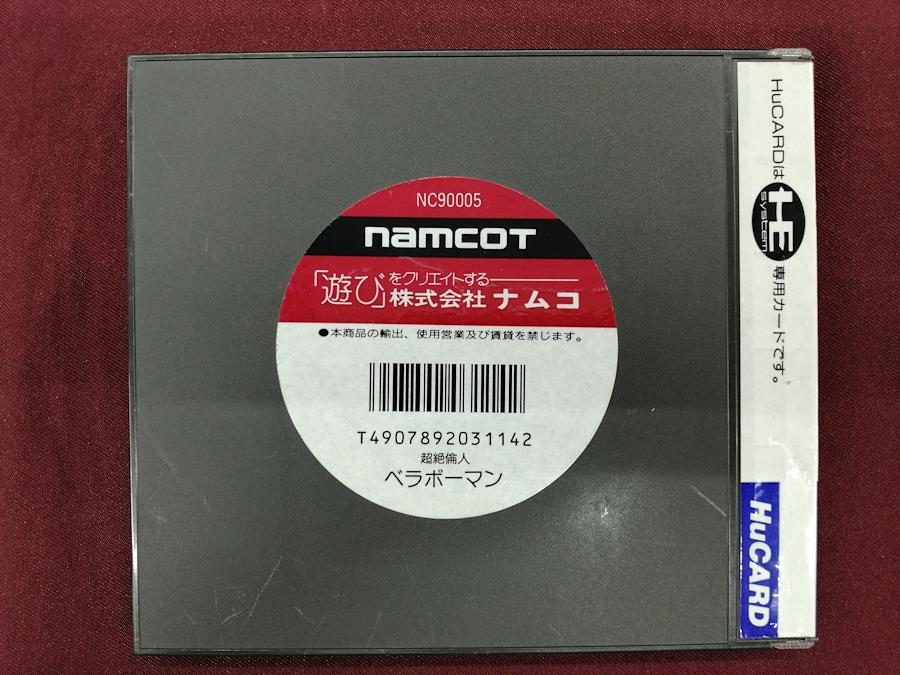 NC90005
namcot
「遊び」をクリエイトする
株式会社ナムコ
●本商品の輸出、使用営業及び賃貸を禁じます。
T4907892031142
超絶倫人
ベラボーマン
HuCARDは HE system 専用カードです。
HuCARD